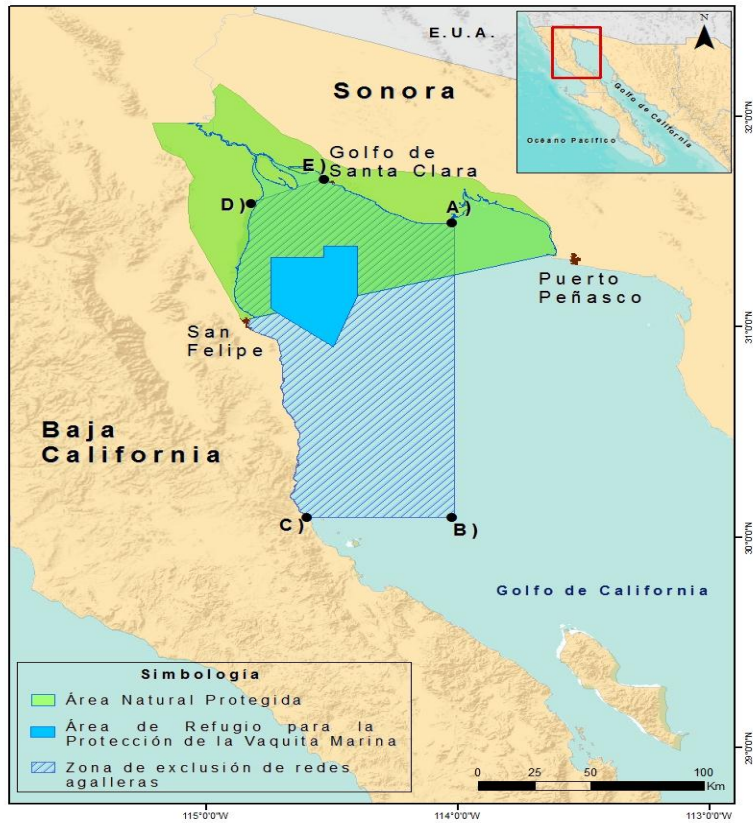 E.U.A.
N
Sonora
Golfo de California
Océano Pacífico
32°0'0"N
E)
Golfo de
Santa Clara
D)
A)
Puerto
Peñasco
31°0'0"N
San
Felipe
Baja
California
C)
B)
30°0'0"N
Golfo de California
Simbología
Área Natural Protegida
Área de Refugio para la
Protección de la Vaquita Marina
Zona de exclusión de redes
agalleras
0 25 50 100
Km
29°0'0"N
115°0'0"W 114°0'0"W 113°0'0"W